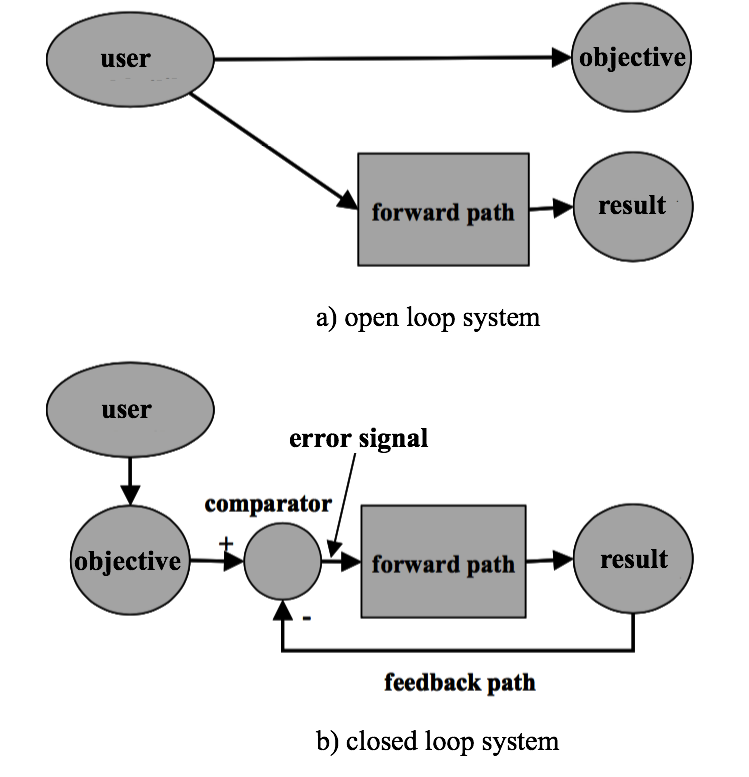 user
objective
forward path
result
a) open loop system
user
error signal
comparator
objective
+
forward path
result
-
feedback path
b) closed loop system